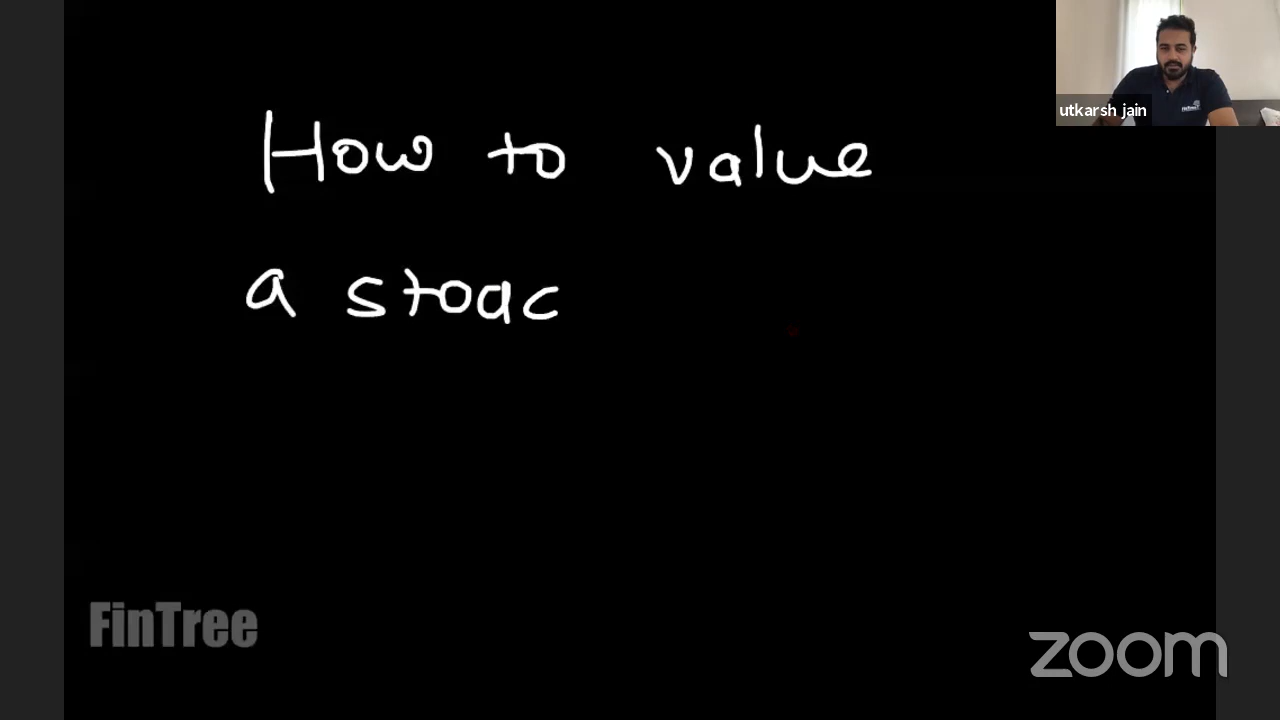 utkarsh jain
How to value
a stoac
FinTree
zoom